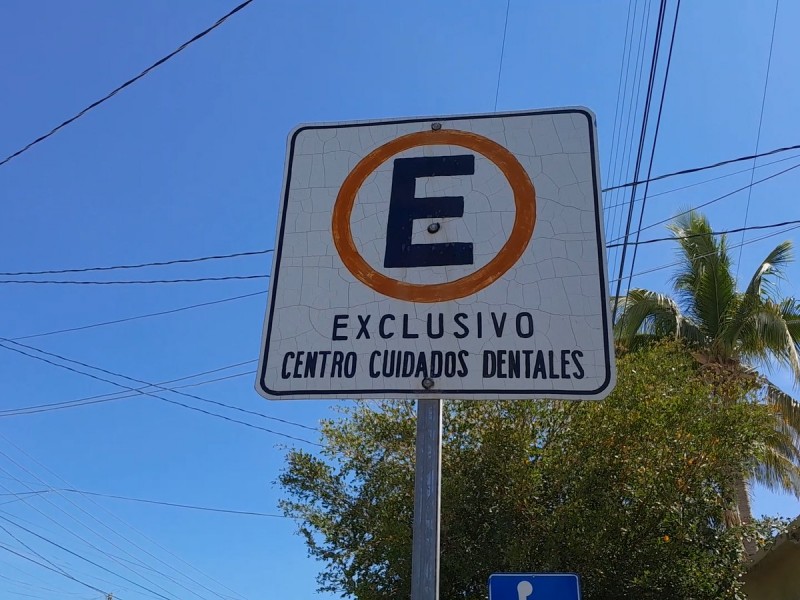 E
EXCLUSIVO
CENTRO CUIDADOS DENTALES